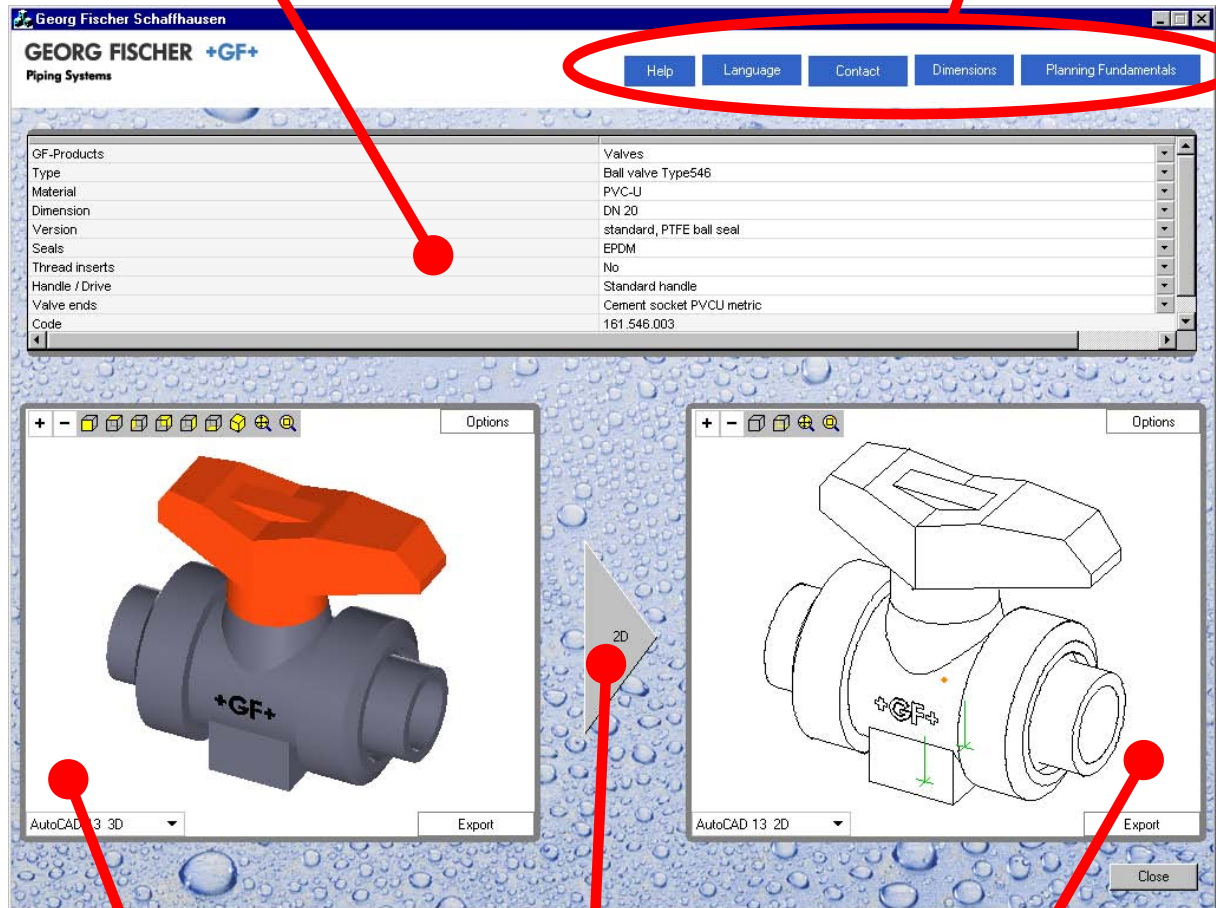 Georg Fischer Schaffhausen
GEORG FISCHER +GF+
Piping Systems
Help Language Contact Dimensions Planning Fundamentals
GF-Products Valves
Type Ball valve Type546
Material PVC-U
Dimension DN 20
Version standard, PTFE ball seal
Seals EPDM
Thread inserts No
Handle / Drive Standard handle
Valve ends Cement socket PVCU metric
Code 161.546.003
+ - Options
+GF+
AutoCAD 13 3D Export
2D
+ - Options
+GF+
AutoCAD 13 2D Export
Close